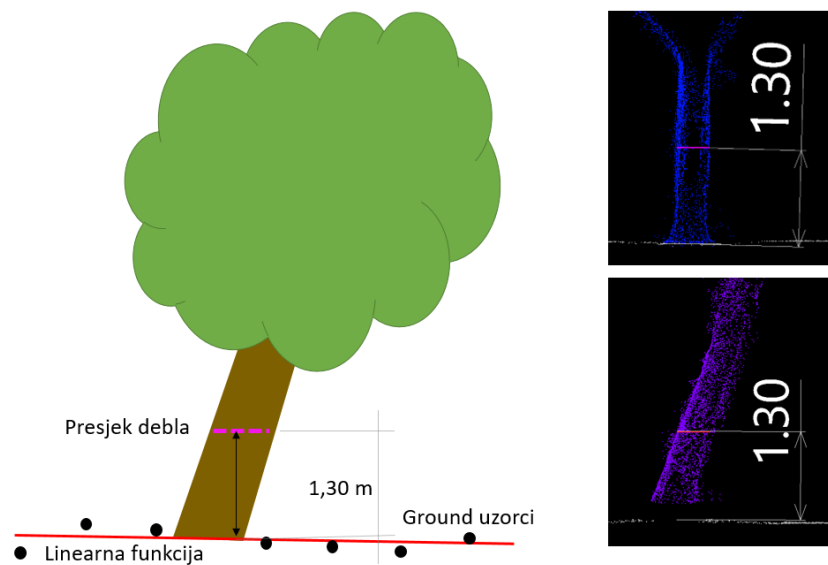 Presjek debla
1,30 m
Ground uzorci
Linearna funkcija
1.30
1.30